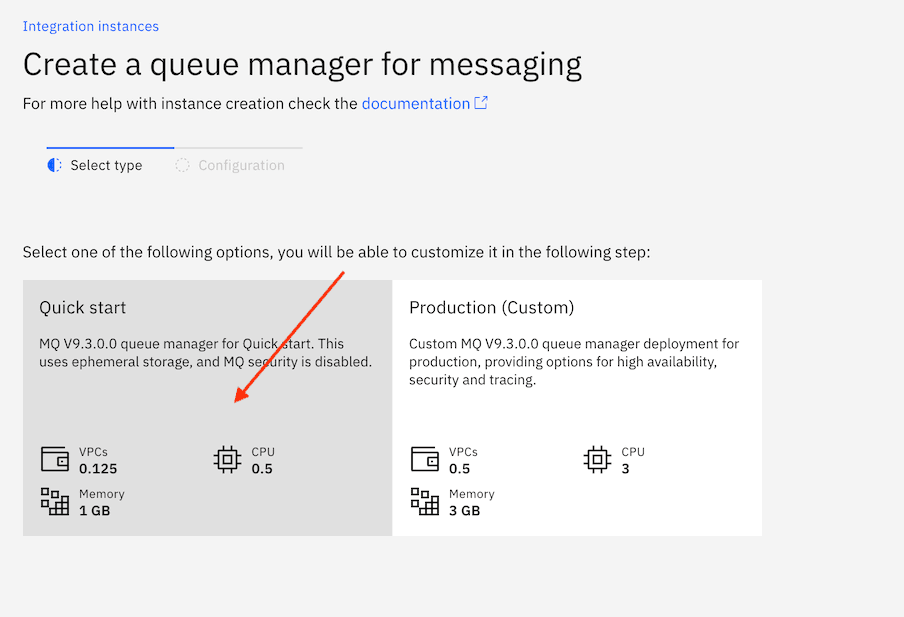 Integration instances
Create a queue manager for messaging
For more help with instance creation check the documentation
Select type
Configuration
Select one of the following options, you will be able to customize it in the following step:
Quick start
MQ V9.3.0.0 queue manager for Quick start. This
uses ephemeral storage, and MQ security is disabled.
VPCs
0.125
CPU
0.5
Memory
1 GB
Production (Custom)
Custom MQ V9.3.0.0 queue manager deployment for
production, providing options for high availability,
security and tracing.
VPCs
0.5
CPU
3
Memory
3 GB